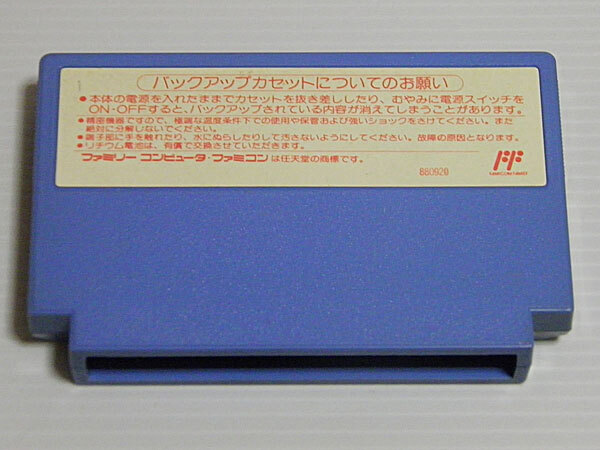 バックアップカセットについてのお願い
●本体の電源を入れたままでカセットを抜き差ししたり、むやみに電源スイッチを
ON-OFFすると、バックアップされている内容が消えてしまうことがあります。
●精密機器ですので、極端な温度条件下での使用や保管および強いショックをさけてください。また
絶対に分解しないでください。
●端子部に手を触れたり、水にぬらしたりして汚さないようにしてください。故障の原因となります。
●リチウム電池は、有償で交換させていただきます。
ファミリーコンピュータ・ファミコンは任天堂の商標です。
880920
FAMICOM FAMILY